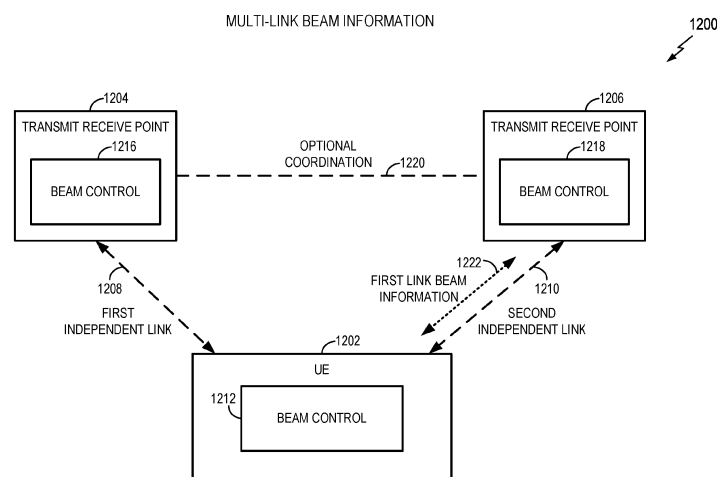 MULTI-LINK BEAM INFORMATION
1200
1204
TRANSMIT RECEIVE POINT
1216
BEAM CONTROL
OPTIONAL
COORDINATION
1220
1206
TRANSMIT RECEIVE POINT
1218
BEAM CONTROL
1208
FIRST
INDEPENDENT LINK
1222
FIRST LINK BEAM
INFORMATION
1210
SECOND
INDEPENDENT LINK
1202
UE
1212
BEAM CONTROL